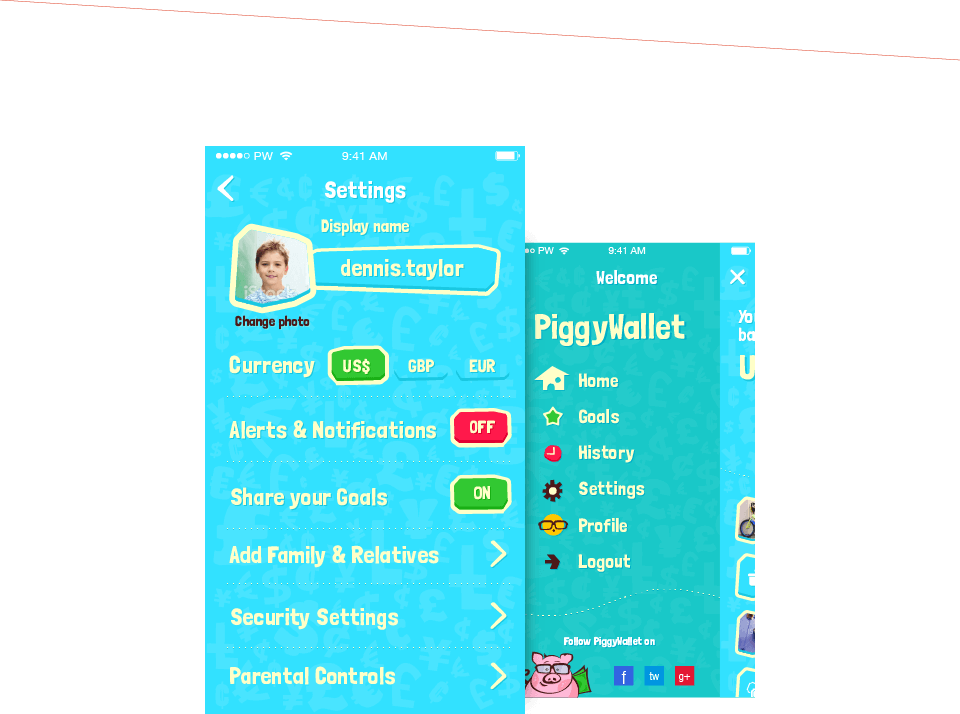 PW 9:41 AM
Settings
Display name
dennis.taylor
iStock
Change photo
Currency US$ GBP EUR
Alerts & Notifications OFF
Share your Goals ON
Add Family & Relatives
Security Settings
Parental Controls
PW 9:41 AM
Welcome
PiggyWallet
Home
Goals
History
Settings
Profile
Logout
Follow PiggyWallet on
f tw g+